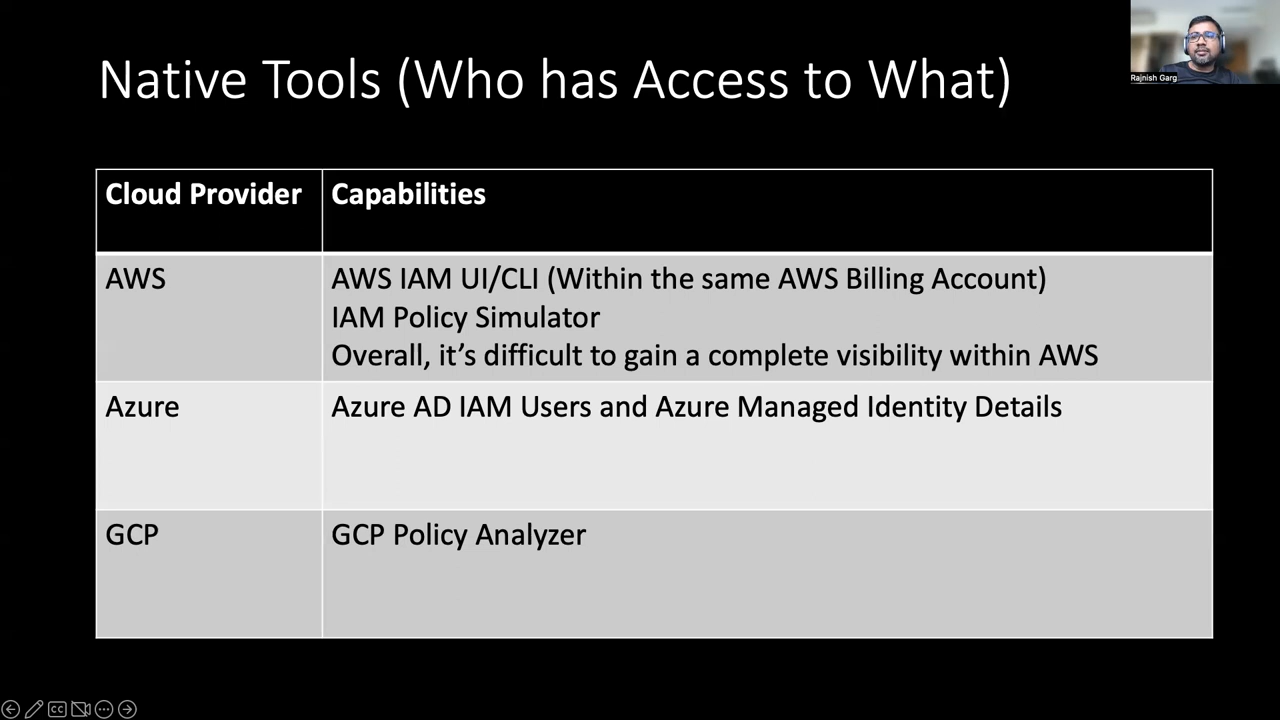 Native Tools (Who has Access to What)
Rajnish Garg
Cloud Provider
Capabilities
AWS
AWS IAM UI/CLI (Within the same AWS Billing Account)
IAM Policy Simulator
Overall, it's difficult to gain a complete visibility within AWS
Azure
Azure AD IAM Users and Azure Managed Identity Details
GCP
GCP Policy Analyzer
CC